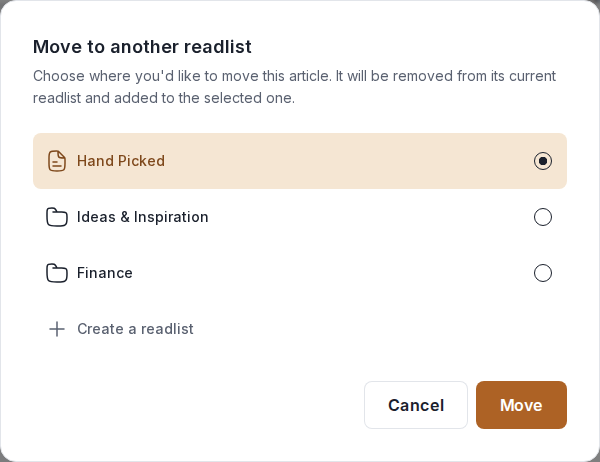 Move to another readlist
Choose where you'd like to move this article. It will be removed from its current
readlist and added to the selected one.
Hand Picked
Ideas & Inspiration
Finance
Create a readlist
Cancel
Move